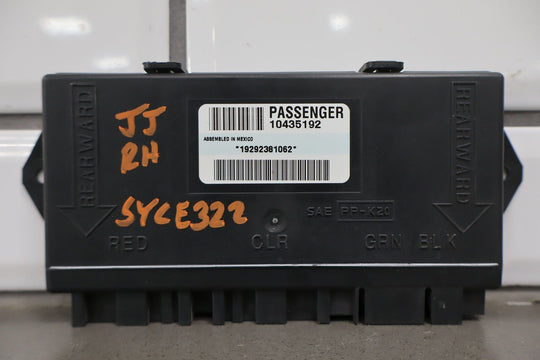 PASSENGER
10435192
ASSEMBLED IN MEXICO
*19292381062*
JJ
RH
SYCE322
REARWARD
REARWARD
SAE PP-K20
RED CLR GRN BLK